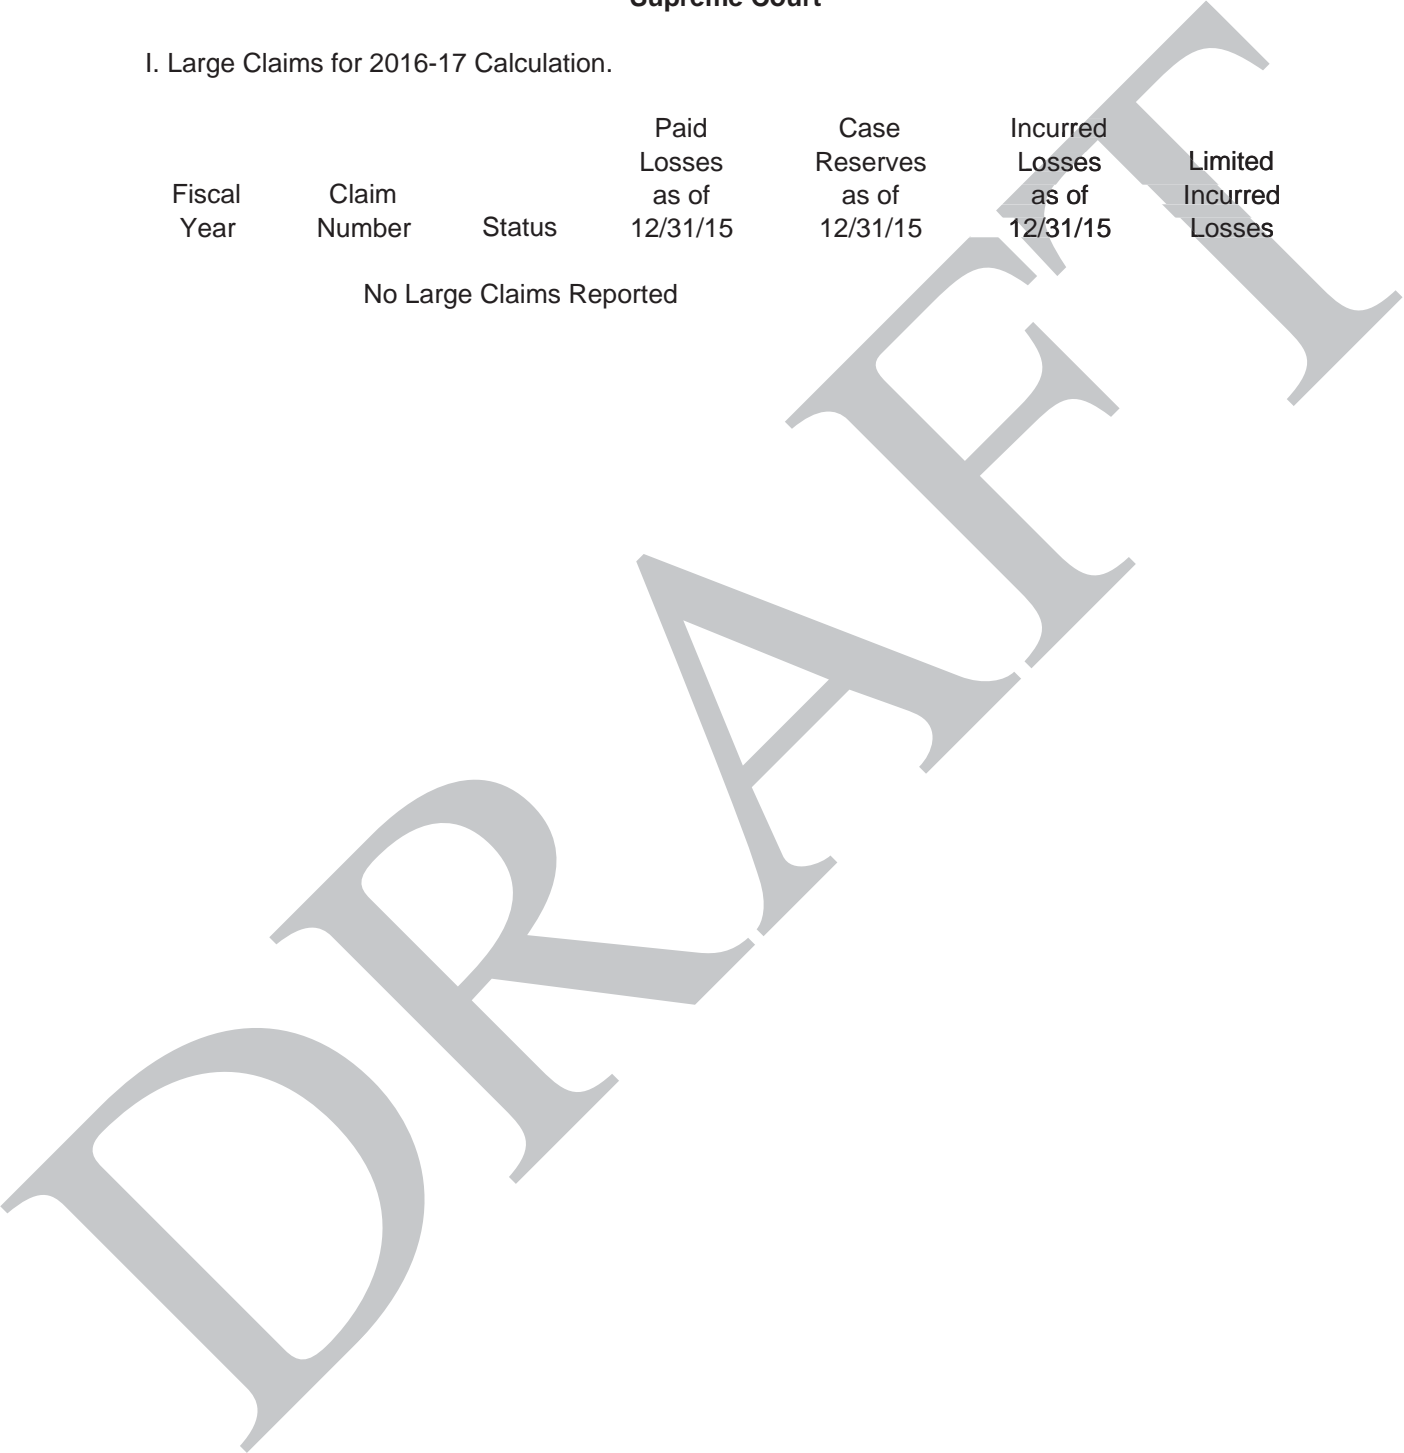 Supreme Court
I. Large Claims for 2016-17 Calculation.
Paid Case Incurred
Losses Reserves Losses Limited
Fiscal Claim as of as of as of Incurred
Year Number Status 12/31/15 12/31/15 12/31/15 Losses
No Large Claims Reported
DRAFT